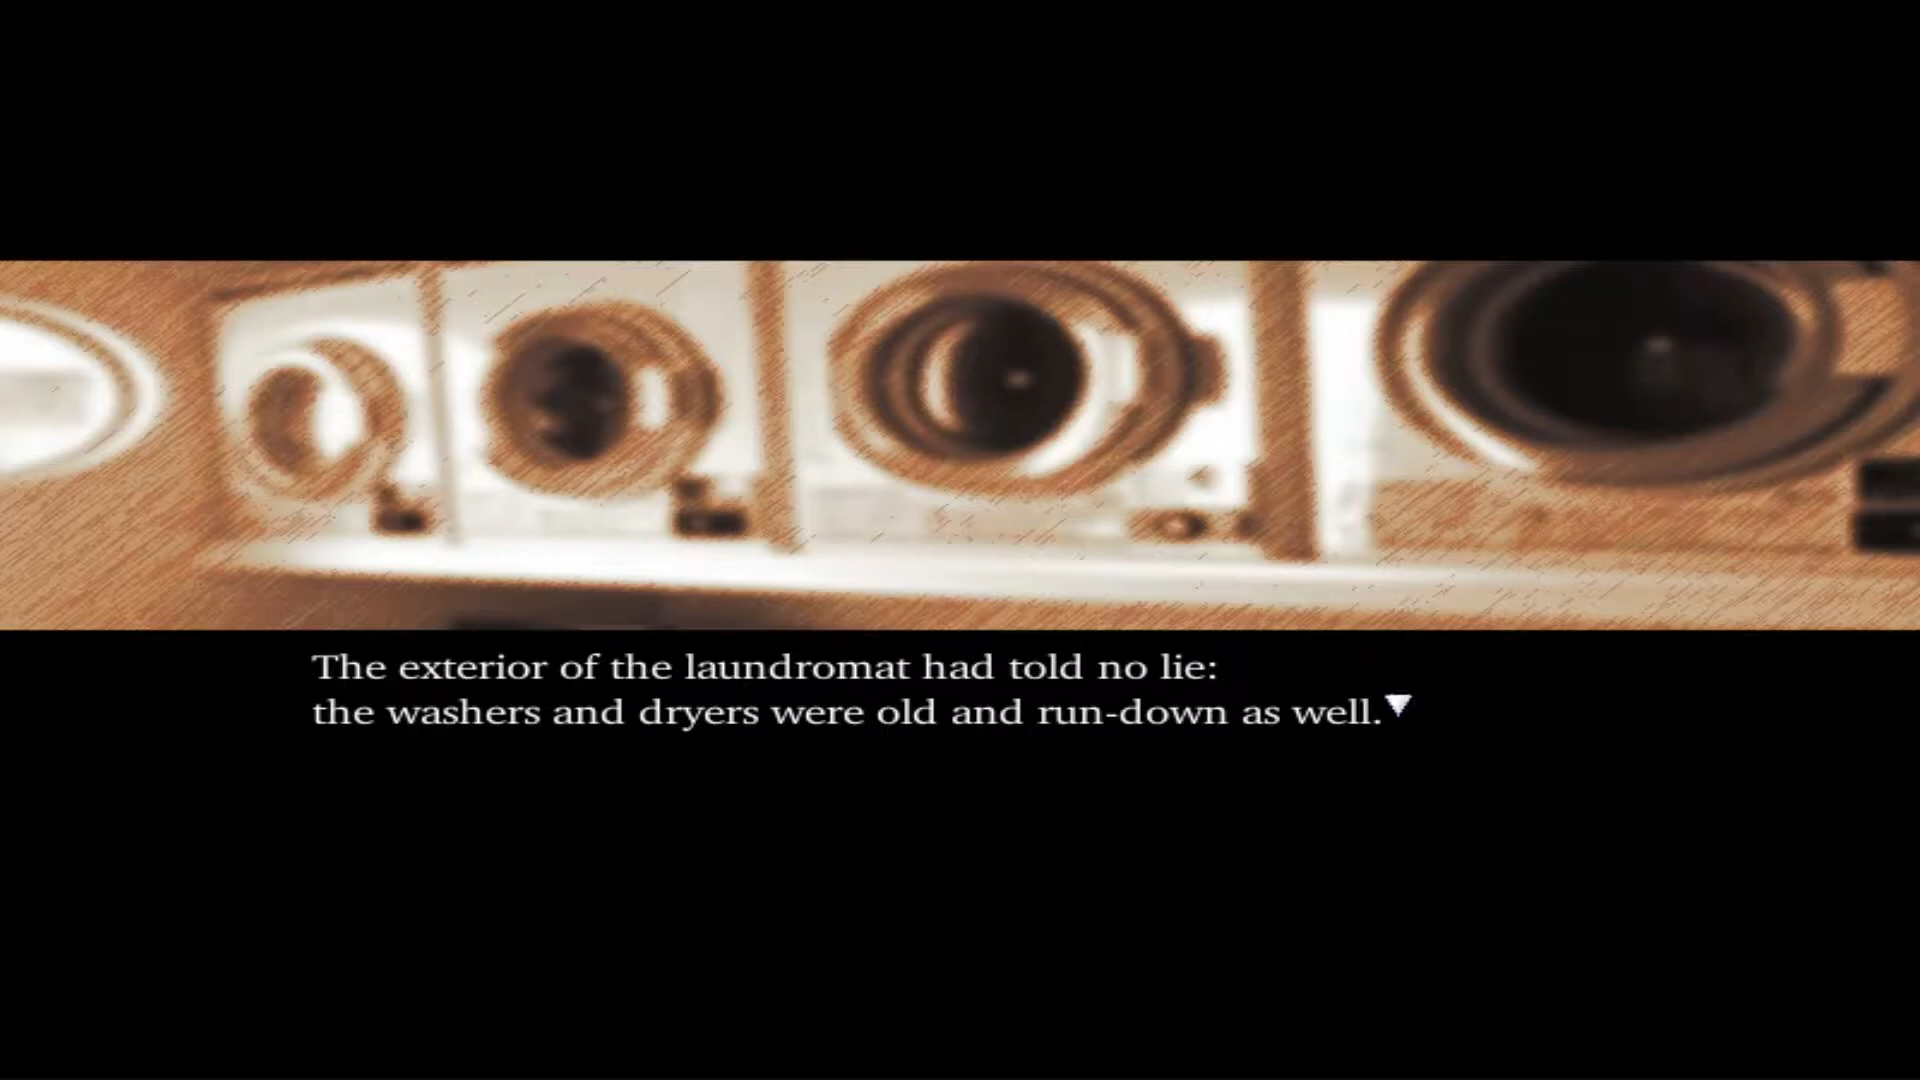 The exterior of the laundromat had told no lie:
the washers and dryers were old and run-down as well.